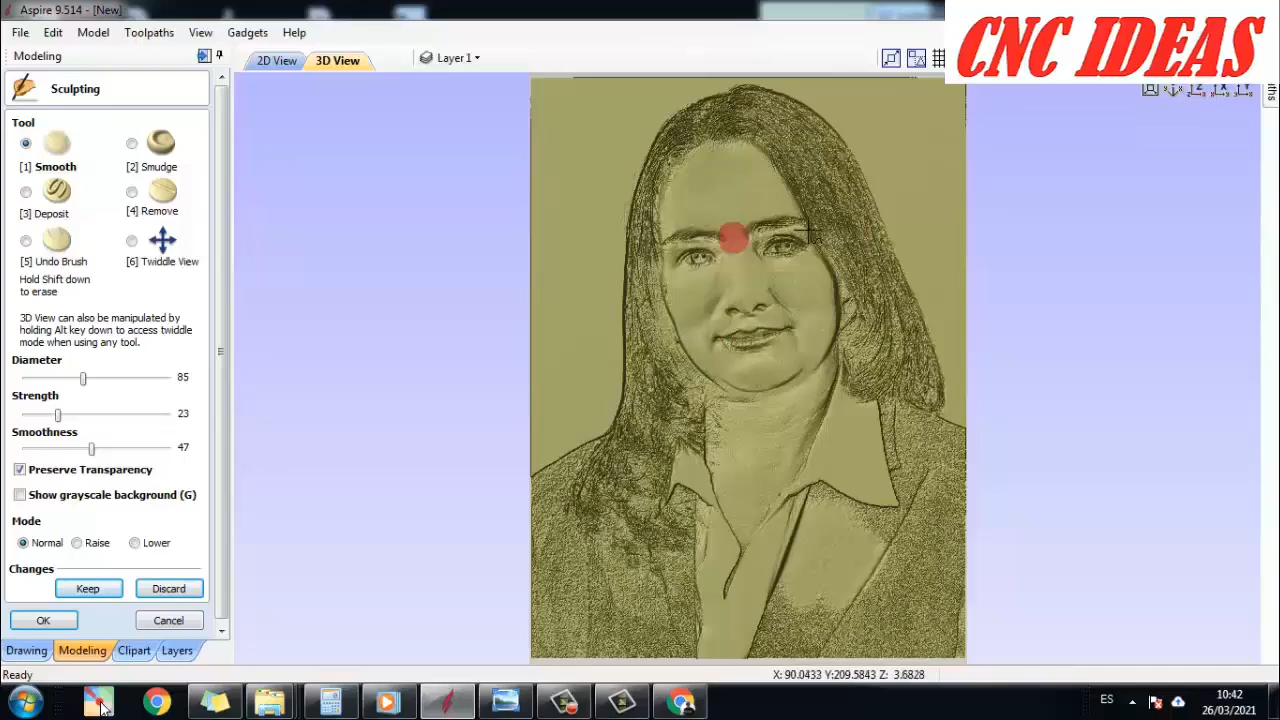 Aspire 9.514 - [New]
File Edit Model Toolpaths View Gadgets Help
CNC IDEAS
Modeling
2D View 3D View Layer 1
Sculpting
Tool
[1] Smooth [2] Smudge
[3] Deposit [4] Remove
[5] Undo Brush [6] Twiddle View
Hold Shift down
to erase
3D View can also be manipulated by
holding Alt key down to access twiddle
mode when using any tool.
Diameter
85
Strength
23
Smoothness
47
Preserve Transparency
Show grayscale background (G)
Mode
Normal Raise Lower
Changes
Keep Discard
OK Cancel
Drawing Modeling Clipart Layers
Ready X: 90.0433 Y:209.5843 Z: 3.6828
ES 10:42
26/03/2021